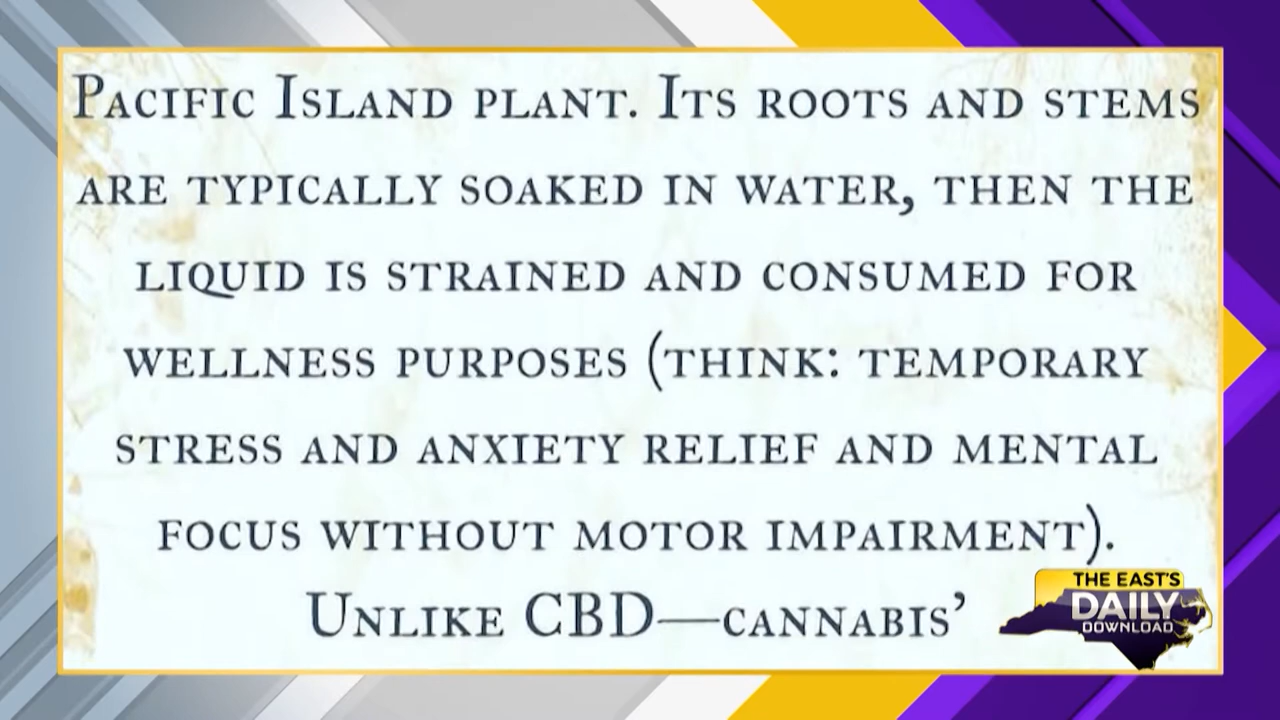 Pacific Island plant. Its roots and stems
are typically soaked in water, then the
liquid is strained and consumed for
wellness purposes (think: temporary
stress and anxiety relief and mental
focus without motor impairment).
Unlike CBD—cannabis’
THE EAST'S
DAILY
DOWNLOAD